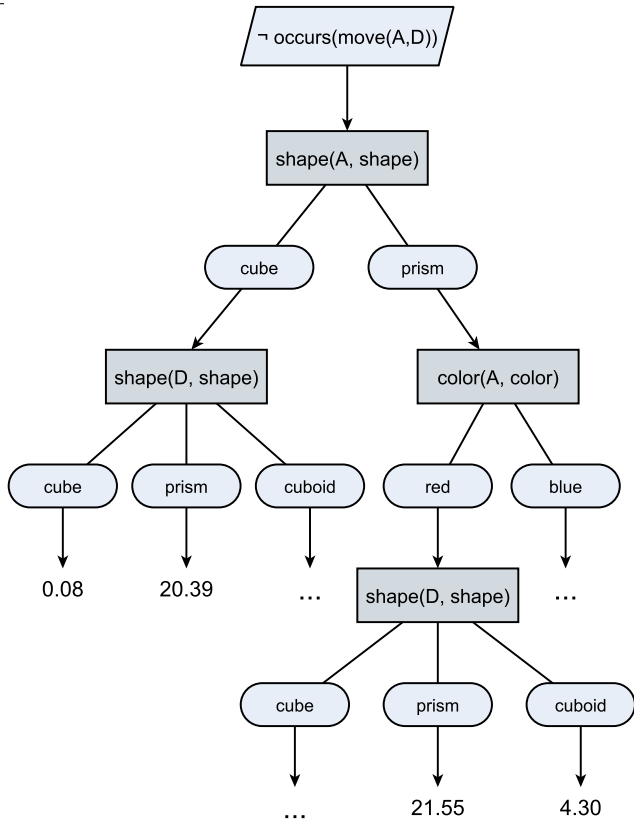 ¬ occurs(move(A,D))
shape(A, shape)
cube
prism
shape(D, shape)
color(A, color)
cube
prism
cuboid
red
blue
0.08
20.39
...
shape(D, shape)
...
cube
prism
cuboid
...
21.55
4.30